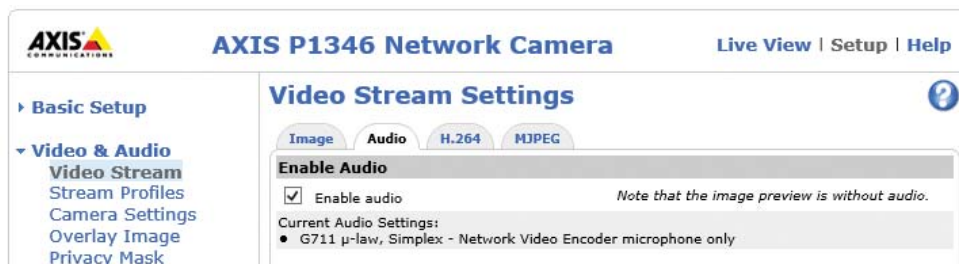 AXIS
COMMUNICATIONS
AXIS P1346 Network Camera
Live View | Setup | Help
Basic Setup
Video & Audio
Video Stream
Stream Profiles
Camera Settings
Overlay Image
Privacy Mask
Video Stream Settings
?
Image Audio H.264 MJPEG
Enable Audio
Enable audio Note that the image preview is without audio.
Current Audio Settings:
• G711 µ-law, Simplex - Network Video Encoder microphone only